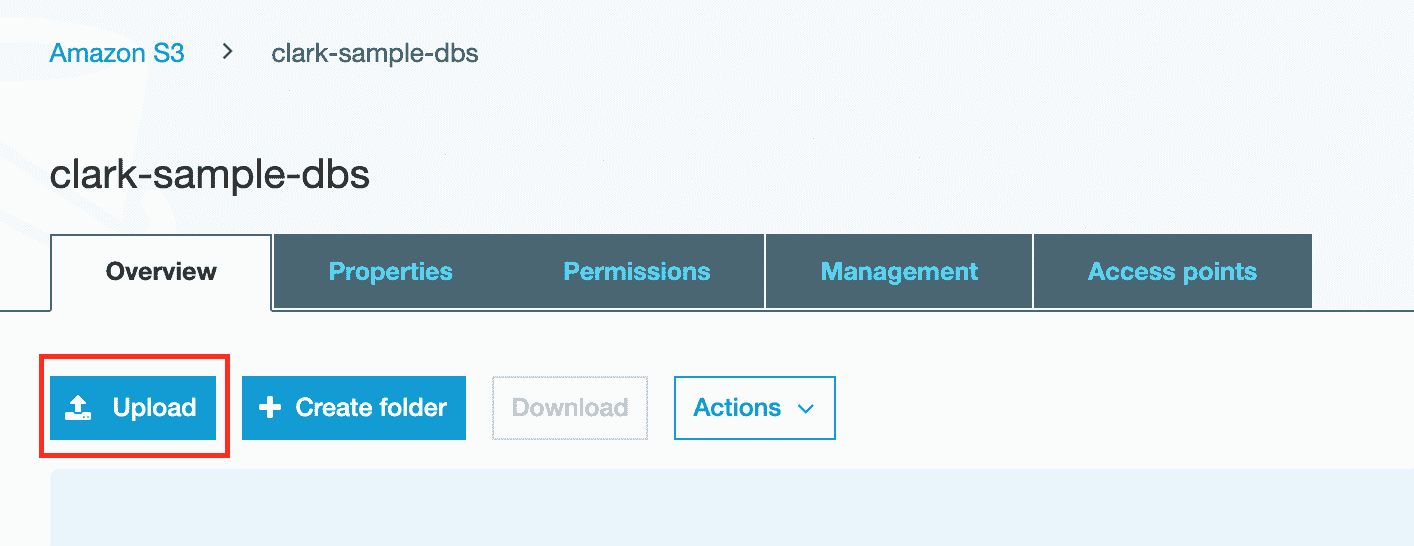 Amazon S3 > clark-sample-dbs
clark-sample-dbs
Overview Properties Permissions Management Access points
Upload Create folder Download Actions